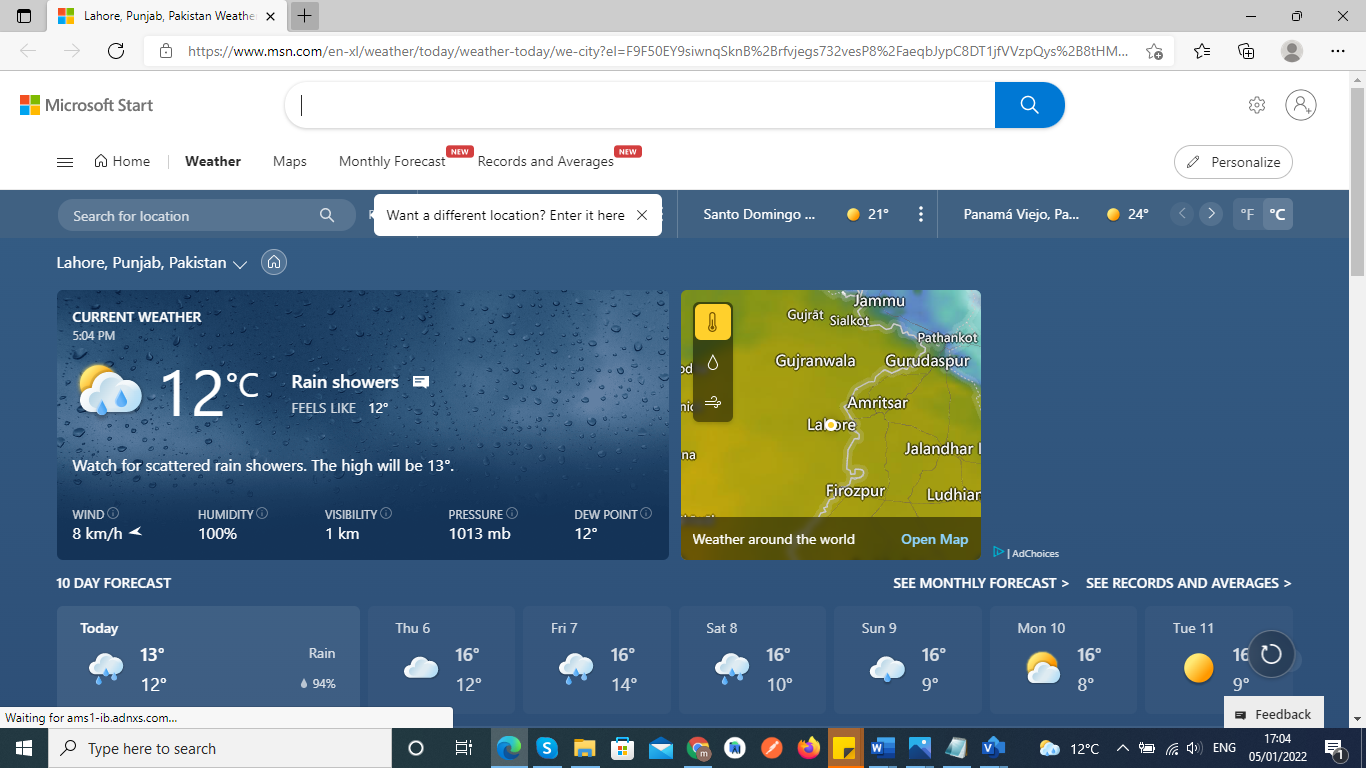 Lahore, Punjab, Pakistan Weathe
https://www.msn.com/en-xl/weather/today/weather-today/we-city?el=F9F50EY9siwnqSknB%2Brfvjegs732vesP8%2FaeqbJypC8DT1jfVVzpQys%2B8tHM...
Microsoft Start
Home
Weather
Maps
Monthly Forecast
NEW
Records and Averages
NEW
Personalize
Search for location
Want a different location? Enter it here
Santo Domingo ...
21°
Panamá Viejo, Pa...
24°
°F
°C
Lahore, Punjab, Pakistan
CURRENT WEATHER
5:04 PM
12°C
Rain showers
FEELS LIKE 12°
Watch for scattered rain showers. The high will be 13°.
WIND
8 km/h
HUMIDITY
100%
VISIBILITY
1 km
PRESSURE
1013 mb
DEW POINT
12°
Jammu
Gujrāt
Sialkot
Pathankot
Gujranwala
Gurudaspur
Amritsar
Lahore
Jalandhar
Firozpur
Ludhian
Weather around the world
Open Map
AdChoices
10 DAY FORECAST
SEE MONTHLY FORECAST >
SEE RECORDS AND AVERAGES >
Today
13°
12°
Rain
94%
Thu 6
16°
12°
Fri 7
16°
14°
Sat 8
16°
10°
Sun 9
16°
9°
Mon 10
16°
8°
Tue 11
16
9°
Feedback
Waiting for ams1-ib.adnxs.com...
Type here to search
12°C
ENG
17:04
05/01/2022
1